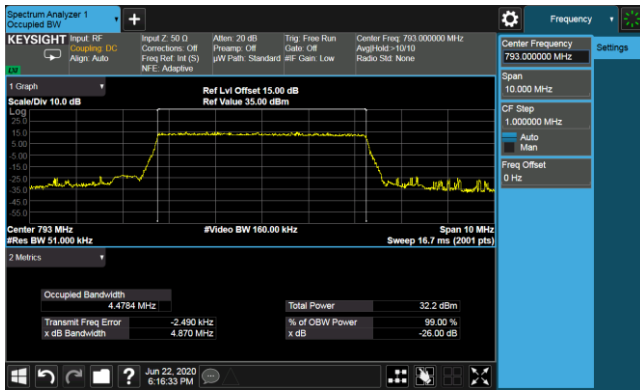 Spectrum Analyzer 1
Occupied BW
Frequency
KEYSIGHT
Input: RF
Coupling: DC
Align: Auto
Input Z: 50 Ω
Corrections: Off
Freq Ref: Int (S)
NFE: Adaptive
Atten: 20 dB
Preamp: Off
µW Path: Standard
Trig: Free Run
Gate: Off
#IF Gain: Low
Center Freq: 793.000000 MHz
Avg|Hold:>10/10
Radio Std: None
Center Frequency
793.000000 MHz
Settings
Span
10.000 MHz
CF Step
1.000000 MHz
Auto
Man
Freq Offset
0 Hz
1 Graph
Scale/Div 10.0 dB
Ref Lvl Offset 15.00 dB
Ref Value 35.00 dBm
Log
25.0
15.0
5.00
-5.00
-15.0
-25.0
-35.0
-45.0
-55.0
Center 793 MHz
#Video BW 160.00 kHz
Span 10 MHz
#Res BW 51.000 kHz
Sweep 16.7 ms (2001 pts)
2 Metrics
Occupied Bandwidth
4.4784 MHz
Total Power
32.2 dBm
Transmit Freq Error
-2.490 kHz
% of OBW Power
99.00 %
x dB Bandwidth
4.870 MHz
x dB
-26.00 dB
Jun 22, 2020
6:16:33 PM